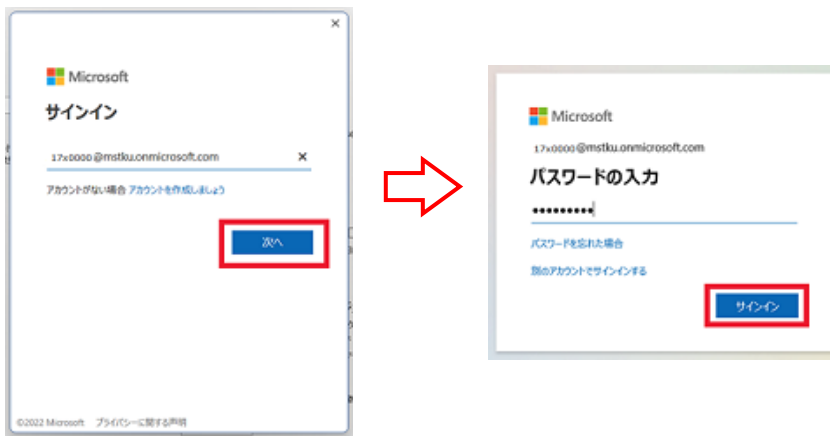 Microsoft
サインイン
17x0000@mstku.onmicrosoft.com
アカウントがない場合 アカウントを作成しましょう
次へ
©2022 Microsoft プライバシーに関する声明
Microsoft
17x0000@mstku.onmicrosoft.com
パスワードの入力
パスワードを忘れた場合
別のアカウントでサインインする
サインイン